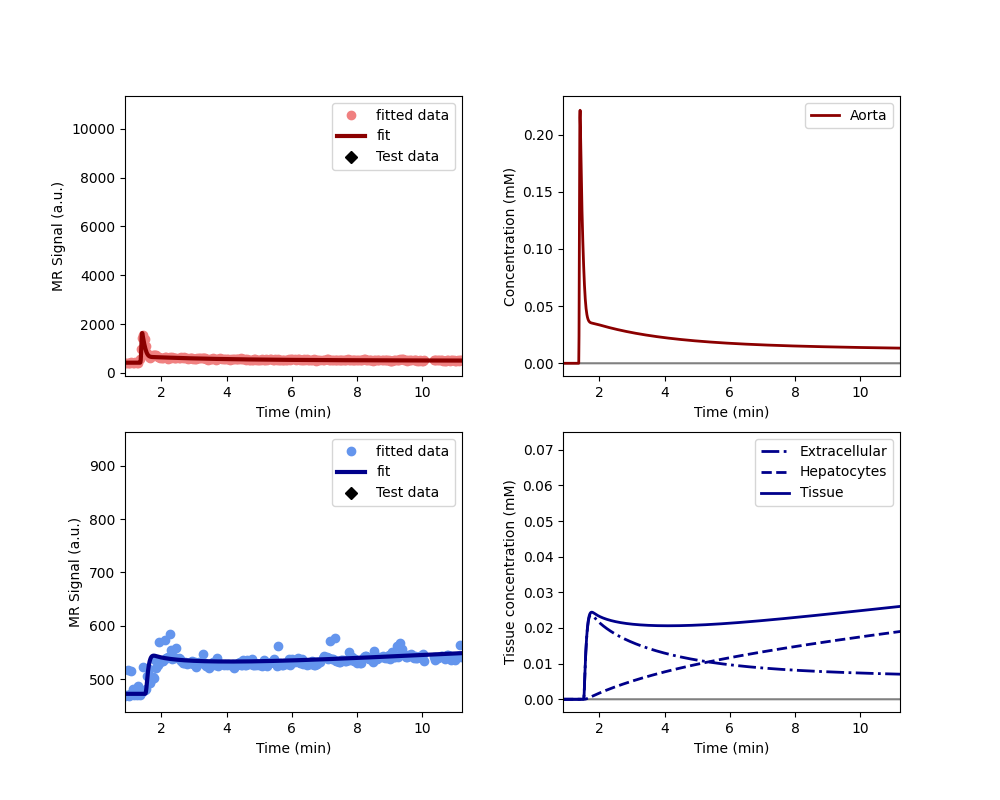 10000
8000
6000
4000
2000
0
MR Signal (a.u.)
2 4 6 8 10
Time (min)
fitted data
fit
Test data
0.20
0.15
0.10
0.05
0.00
Concentration (mM)
2 4 6 8 10
Time (min)
Aorta
900
800
700
600
500
MR Signal (a.u.)
2 4 6 8 10
Time (min)
fitted data
fit
Test data
0.07
0.06
0.05
0.04
0.03
0.02
0.01
0.00
Tissue concentration (mM)
2 4 6 8 10
Time (min)
Extracellular
Hepatocytes
Tissue